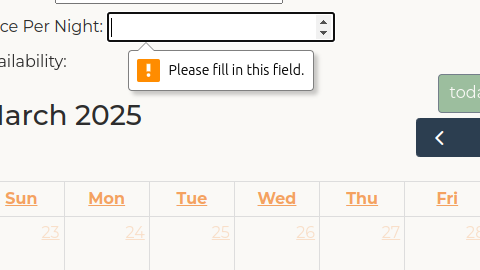 ce Per Night:
Please fill in this field.
ailability:
March 2025
toda
Sun Mon Tue Wed Thu Fri
23 24 25 26 27 28